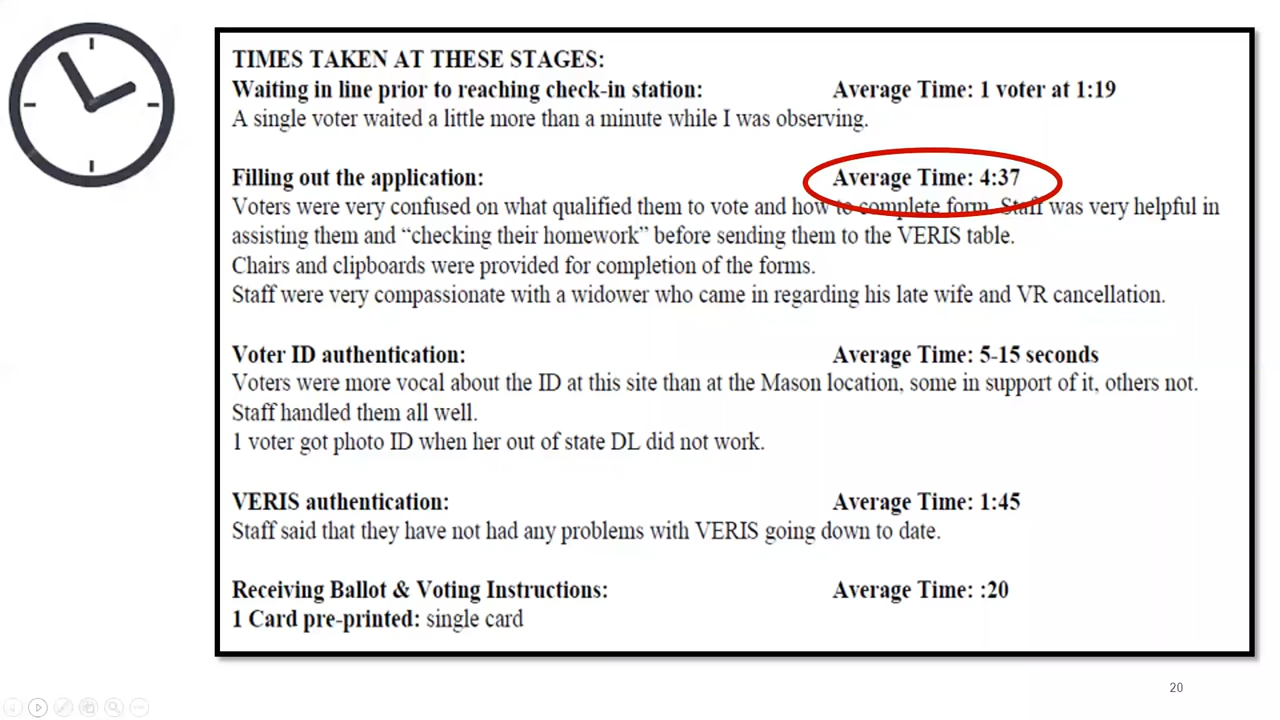 TIMES TAKEN AT THESE STAGES:
Waiting in line prior to reaching check-in station: Average Time: 1 voter at 1:19
A single voter waited a little more than a minute while I was observing.
Filling out the application: Average Time: 4:37
Voters were very confused on what qualified them to vote and how to complete form. Staff was very helpful in
assisting them and “checking their homework” before sending them to the VERIS table.
Chairs and clipboards were provided for completion of the forms.
Staff were very compassionate with a widower who came in regarding his late wife and VR cancellation.
Voter ID authentication: Average Time: 5-15 seconds
Voters were more vocal about the ID at this site than at the Mason location, some in support of it, others not.
Staff handled them all well.
1 voter got photo ID when her out of state DL did not work.
VERIS authentication: Average Time: 1:45
Staff said that they have not had any problems with VERIS going down to date.
Receiving Ballot & Voting Instructions: Average Time: :20
1 Card pre-printed: single card
20